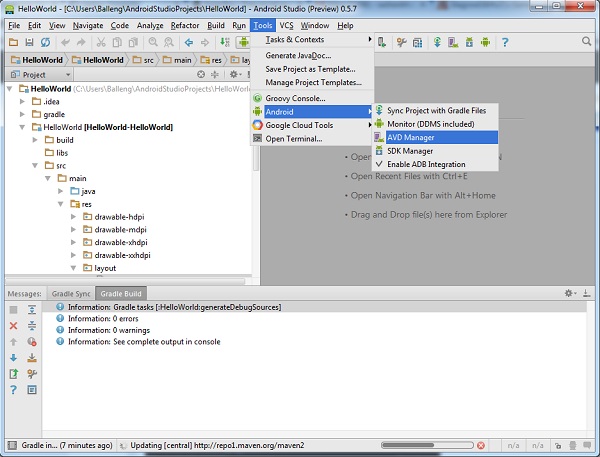 HelloWorld - [C:\Users\Balleng\AndroidStudioProjects\HelloWorld] - Android Studio (Preview) 0.5.7
File Edit View Navigate Code Analyze Refactor Build Run Tools VCS Window Help
HelloWorld HelloWorld src main res
Project
HelloWorld (C:\Users\Balleng\AndroidStudioProjects\H
.idea
gradle
HelloWorld [HelloWorld-HelloWorld]
build
libs
src
main
java
res
drawable-hdpi
drawable-mdpi
drawable-xhdpi
drawable-xxhdpi
layout
Tasks & Contexts
Generate JavaDoc...
Save Project as Template...
Manage Project Templates...
Groovy Console...
Android
Google Cloud Tools
Open Terminal...
Sync Project with Gradle Files
Monitor (DDMS included)
AVD Manager
SDK Manager
Enable ADB Integration
• Open N
• Open Recent Files with Ctrl+E
• Open Navigation Bar with Alt+Home
• Drag and Drop file(s) here from Explorer
Messages: Gradle Sync Gradle Build
Information: Gradle tasks [:HelloWorld:generateDebugSources]
Information: 0 errors
Information: 0 warnings
Information: See complete output in console
Gradle in... (7 minutes ago) Updating [central] http://repo1.maven.org/maven2 n/a n/a